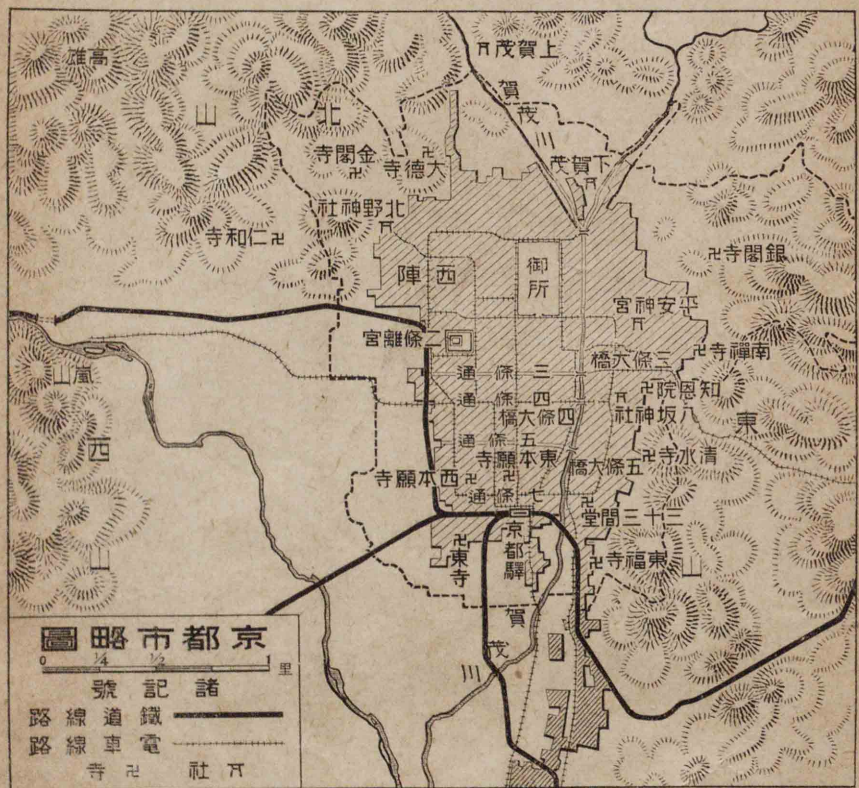 高雄
北山
上賀茂
賀茂川
下賀茂
金閣寺
大德寺
北野神社
仁和寺
西陣
御所
銀閣寺
平安神宮
二條離宮
南禪寺
三條大橋
三條通
知恩院
八坂神社
四條通
四條大橋
嵐山
東山
西山
五條通
五條大橋
清水寺
東本願寺
西本願寺
七條通
三十三間堂
京都驛
東寺
東福寺
賀茂川
京都市略圖
0 1/4 1/2 1 里
諸記號
鐵道線路
電車線路
社 卍 寺